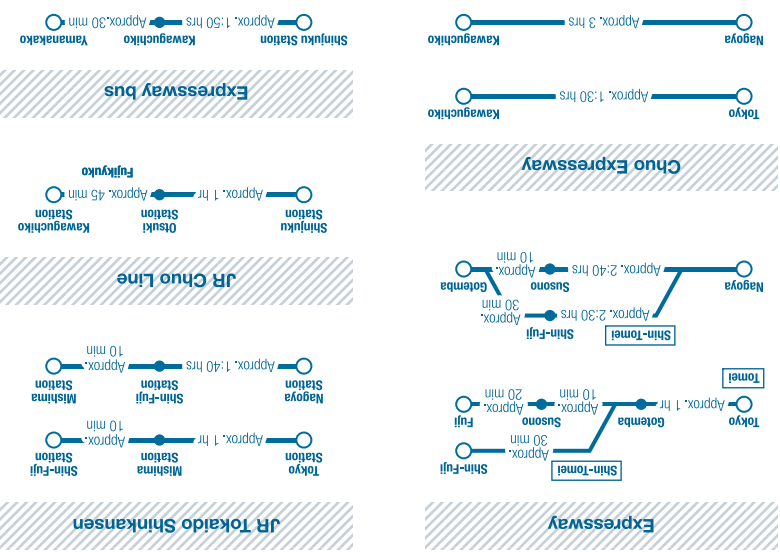 Expressway
Shin-Tomei
Shin-Fuji
Approx.
30 min
Tokyo
Gotemba
Susono
Fuji
Approx. 1 hr
Approx.
10 min
Approx.
20 min
Tomei
Shin-Tomei
Shin-Fuji
Approx. 2:30 hrs
Approx.
30 min
Nagoya
Susono
Gotemba
Approx. 2:40 hrs
Approx.
10 min
Chuo Expressway
Tokyo
Kawaguchiko
Approx. 1:30 hrs
Nagoya
Kawaguchiko
Approx. 3 hrs
JR Tokaido Shinkansen
Tokyo
Station
Mishima
Station
Shin-Fuji
Station
Approx. 1 hr
Approx.
10 min
Nagoya
Station
Shin-Fuji
Station
Mishima
Station
Approx. 1:40 hrs
Approx.
10 min
JR Chuo Line
Shinjuku
Station
Otsuki
Station
Kawaguchiko
Station
Approx. 1 hr
Approx. 45 min
Fujikyuko
Expressway bus
Shinjuku Station
Kawaguchiko
Yamanakako
Approx. 1:50 hrs
Approx. 30 min